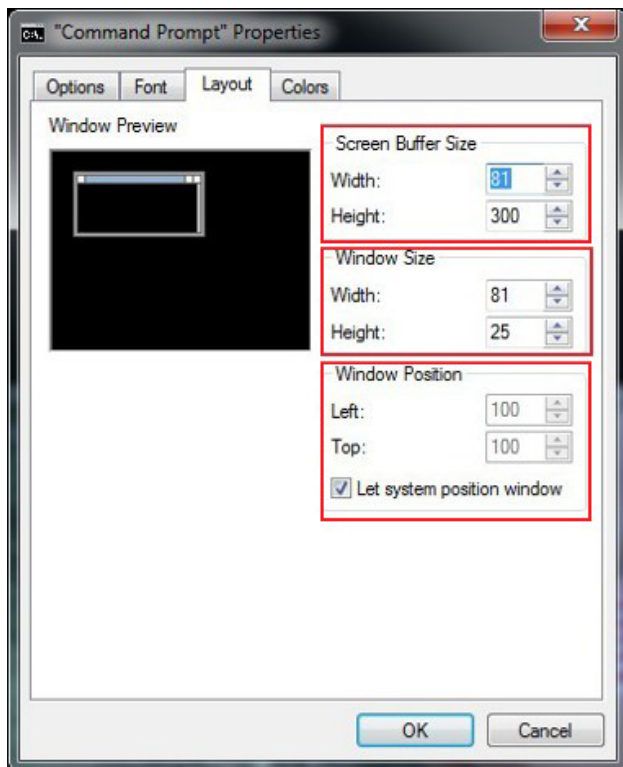 C:\.
"Command Prompt" Properties
Options Font Layout Colors
Window Preview
Screen Buffer Size
Width: 81
Height: 300
Window Size
Width: 81
Height: 25
Window Position
Left: 100
Top: 100
Let system position window
OK Cancel